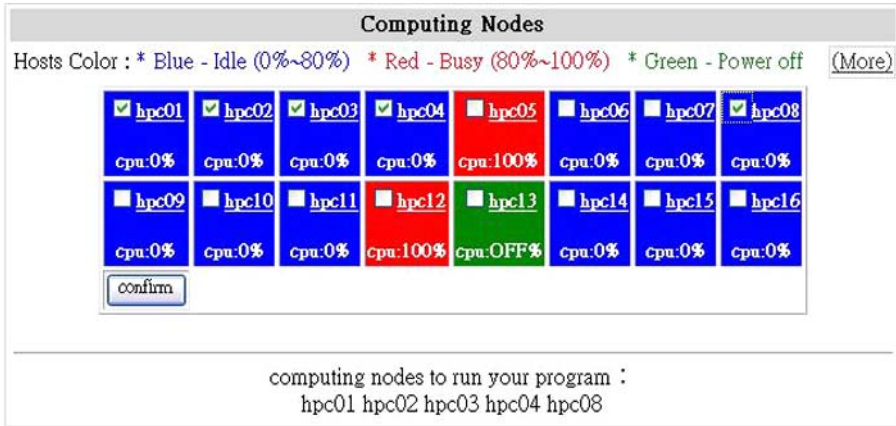 Computing Nodes
Hosts Color : * Blue - Idle (0%~80%) * Red - Busy (80%~100%) * Green - Power off (More)
hpc01 hpc02 hpc03 hpc04 hpc05 hpc06 hpc07 hpc08
cpu:0% cpu:0% cpu:0% cpu:0% cpu:100% cpu:0% cpu:0% cpu:0%
hpc09 hpc10 hpc11 hpc12 hpc13 hpc14 hpc15 hpc16
cpu:0% cpu:0% cpu:0% cpu:100% cpu:OFF% cpu:0% cpu:0% cpu:0%
confirm
computing nodes to run your program：
hpc01 hpc02 hpc03 hpc04 hpc08